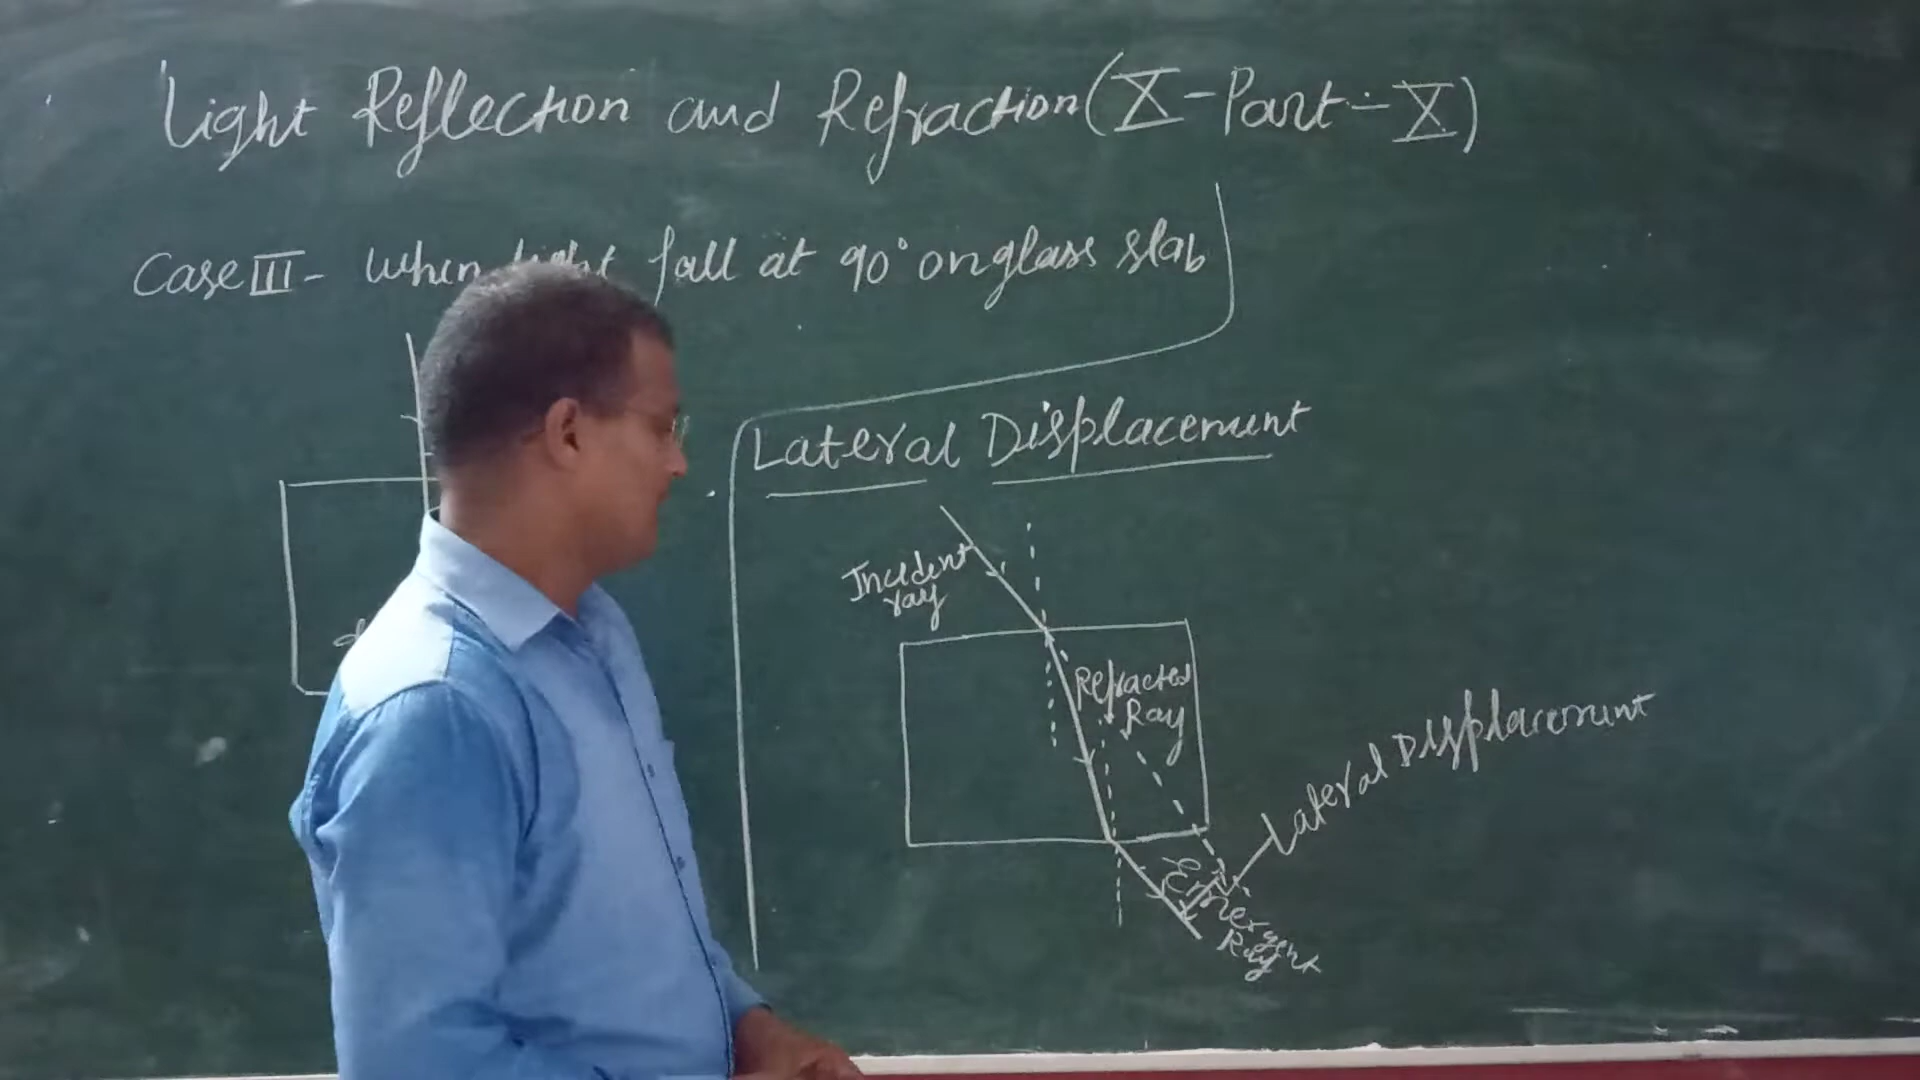 Light Reflection and Refraction (X-Part-X)
Case III - When light fall at 90° on glass slab
Lateral Displacement
Incident
ray
Refracted
Ray
Lateral Displacement
Emergent
Ray